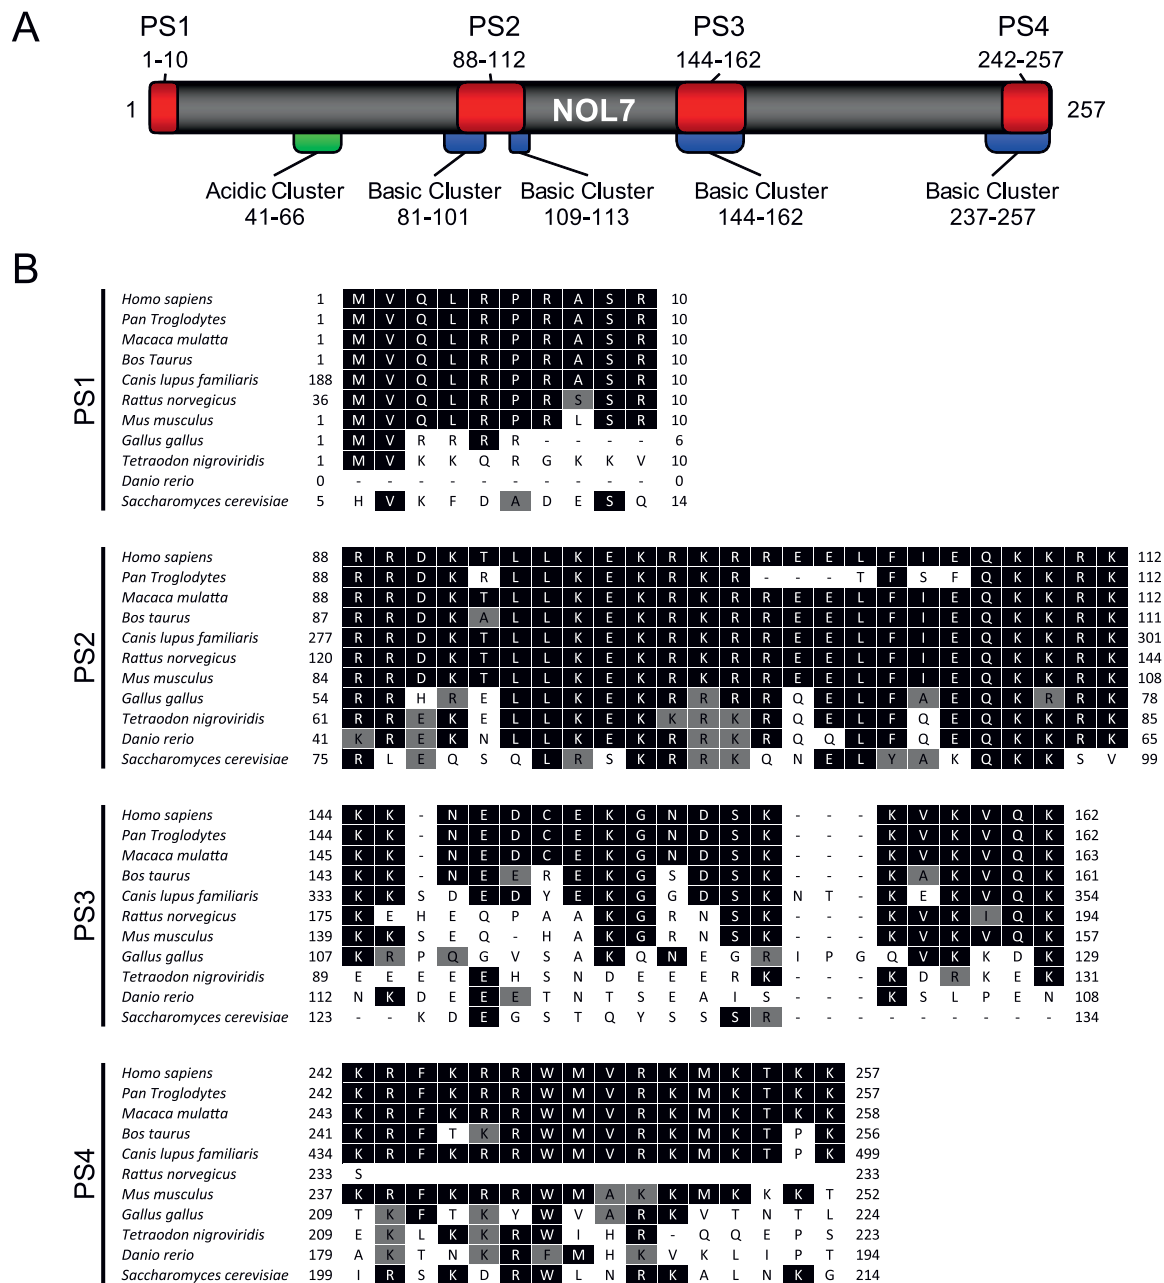 A
PS1 PS2 PS3 PS4
1-10 88-112 144-162 242-257
1 NOL7 257
Acidic Cluster Basic Cluster Basic Cluster Basic Cluster Basic Cluster
41-66 81-101 109-113 144-162 237-257
B
PS1
Homo sapiens 1 M V Q L R P R A S R 10
Pan Troglodytes 1 M V Q L R P R A S R 10
Macaca mulatta 1 M V Q L R P R A S R 10
Bos Taurus 1 M V Q L R P R A S R 10
Canis lupus familiaris 188 M V Q L R P R A S R 10
Rattus norvegicus 36 M V Q L R P R S S R 10
Mus musculus 1 M V Q L R P R L S R 10
Gallus gallus 1 M V R R R R - - - - 6
Tetraodon nigroviridis 1 M V K K Q R G K K V 10
Danio rerio 0 - - - - - - - - - - 0
Saccharomyces cerevisiae 5 H V K F D A D E S Q 14
PS2
Homo sapiens 88 R R D K T L L K E K R K R R E E L F I E Q K K R K 112
Pan Troglodytes 88 R R D K R L L K E K R K R - - - T F S F Q K K R K 112
Macaca mulatta 88 R R D K T L L K E K R K R R E E L F I E Q K K R K 112
Bos taurus 87 R R D K A L L K E K R K R R E E L F I E Q K K R K 111
Canis lupus familiaris 277 R R D K T L L K E K R K R R E E L F I E Q K K R K 301
Rattus norvegicus 120 R R D K T L L K E K R K R R E E L F I E Q K K R K 144
Mus musculus 84 R R D K T L L K E K R K R R E E L F I E Q K K R K 108
Gallus gallus 54 R R H R E L L K E K R R R R Q E L F A E Q K R R K 78
Tetraodon nigroviridis 61 R R E K E L L K E K K R K R Q E L F Q E Q K K R K 85
Danio rerio 41 K R E K N L L K E K R R K R Q Q L F Q E Q K K R K 65
Saccharomyces cerevisiae 75 R L E Q S Q L R S K R R K Q N E L Y A K Q K K S V 99
PS3
Homo sapiens 144 K K - N E D C E K G N D S K - - - K V K V Q K 162
Pan Troglodytes 144 K K - N E D C E K G N D S K - - - K V K V Q K 162
Macaca mulatta 145 K K - N E D C E K G N D S K - - - K V K V Q K 163
Bos taurus 143 K K - N E E R E K G S D S K - - - K A K V Q K 161
Canis lupus familiaris 333 K K S D E D Y E K G G D S K N T - K E K V Q K 354
Rattus norvegicus 175 K E H E Q P A A K G R N S K - - - K V K I Q K 194
Mus musculus 139 K K S E Q - H A K G R N S K - - - K V K V Q K 157
Gallus gallus 107 K R P Q G V S A K Q N E G R I P G Q V K K D K 129
Tetraodon nigroviridis 89 E E E E E H S N D E E R K - - - K D R K E K 131
Danio rerio 112 N K D E E E T N T S E A I S - - - K S L P E N 108
Saccharomyces cerevisiae 123 - - K D E G S T Q Y S S S R - - - - - - - - - 134
PS4
Homo sapiens 242 K R F K R R W M V R K M K T K K 257
Pan Troglodytes 242 K R F K R R W M V R K M K T K K 257
Macaca mulatta 243 K R F K R R W M V R K M K T K K 258
Bos taurus 241 K R F T K R W M V R K M K T P K 256
Canis lupus familiaris 434 K R F K R R W M V R K M K T P K 499
Rattus norvegicus 233 S 233
Mus musculus 237 K R F K R R W M A K K M K K K T 252
Gallus gallus 209 T K F T K Y W V A R K V T N T L 224
Tetraodon nigroviridis 209 E K L K K R W I H R - Q Q E P S 223
Danio rerio 179 A K T N K R F M H K V K L I P T 194
Saccharomyces cerevisiae 199 I R S K D R W L N R K A L N K G 214